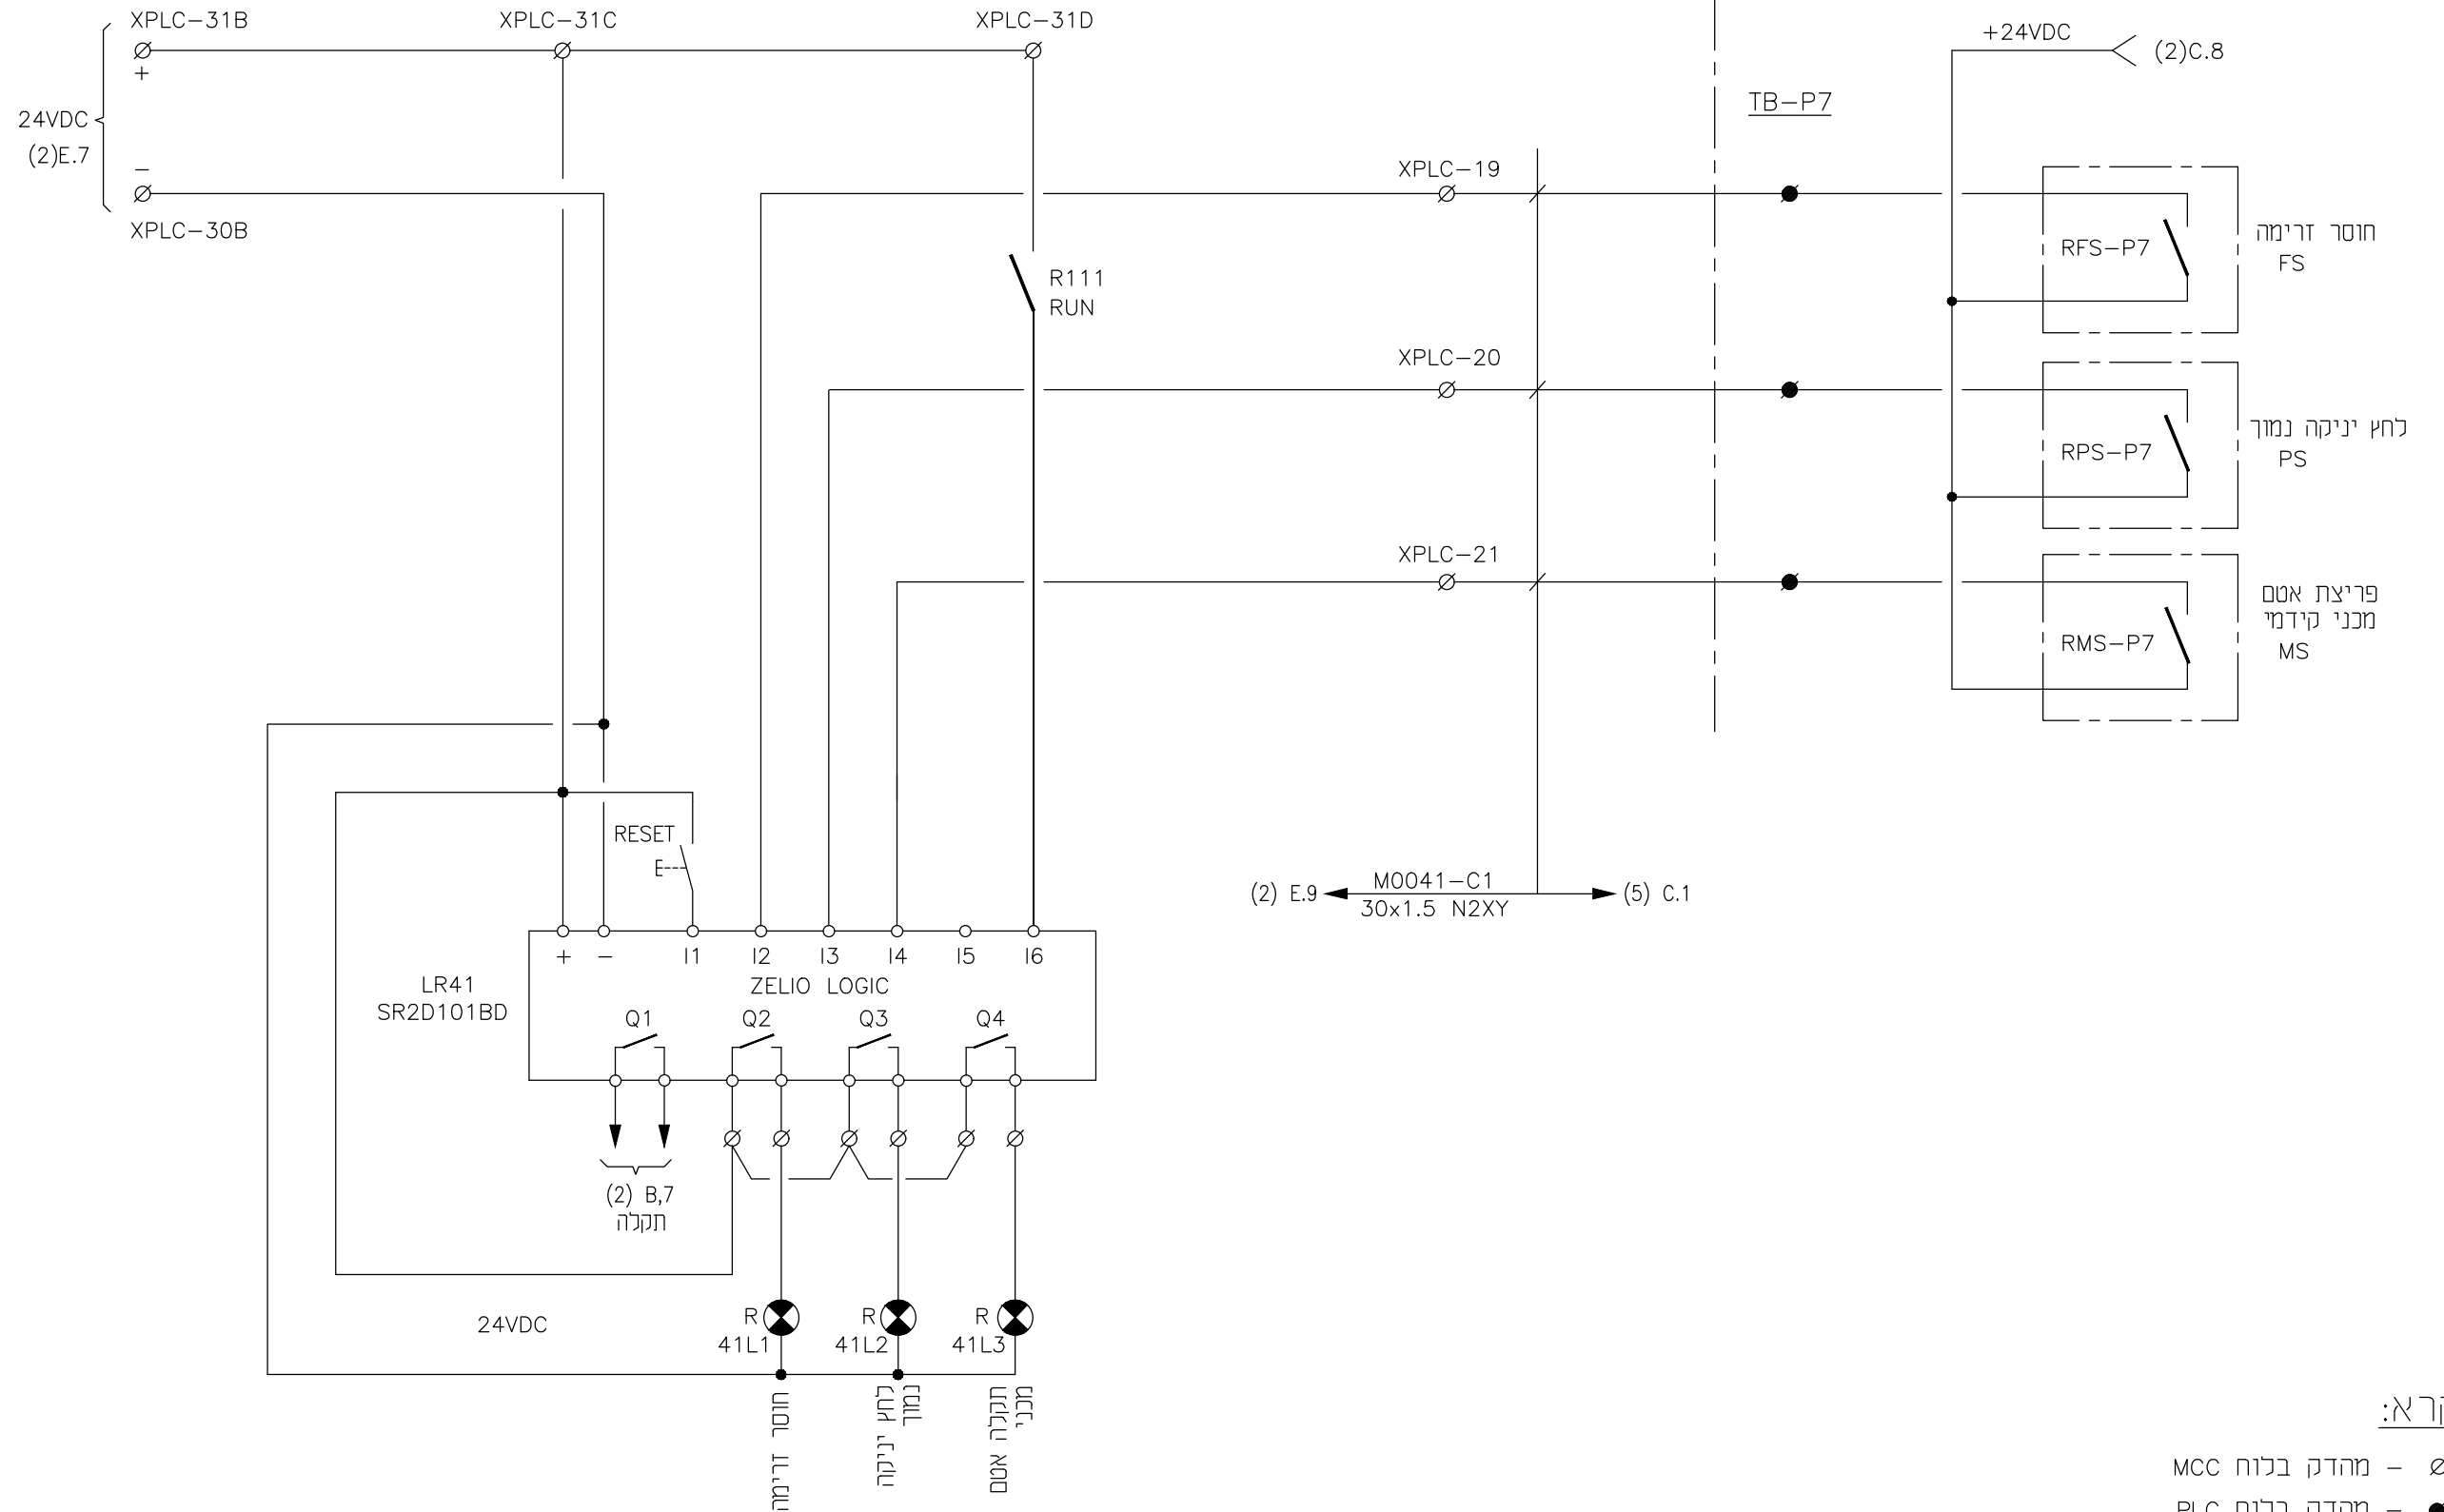 XPLC-31B
XPLC-31C
XPLC-31D
+24VDC
(2)C.8
+
TB-P7
24VDC
(2)E.7
-
XPLC-30B
XPLC-19
RFS-P7
חוסר זרימה
FS
R111
RUN
XPLC-20
RPS-P7
לחץ יניקה נמוך
PS
XPLC-21
RMS-P7
פריצת אטם
מכני קידמי
MS
RESET
(2) E.9
M0041-C1
30x1.5 N2XY
(5) C.1
+ - I1 I2 I3 I4 I5 I6
ZELIO LOGIC
LR41
SR2D101BD
Q1 Q2 Q3 Q4
(2) B,7
תקלה
24VDC
R
41L1
R
41L2
R
41L3
חוסר זרימה
לחץ יניקה
נמוך
תקלה אטם
מכני
מהדק בלוח MCC -
מהדק בלוח PLC -